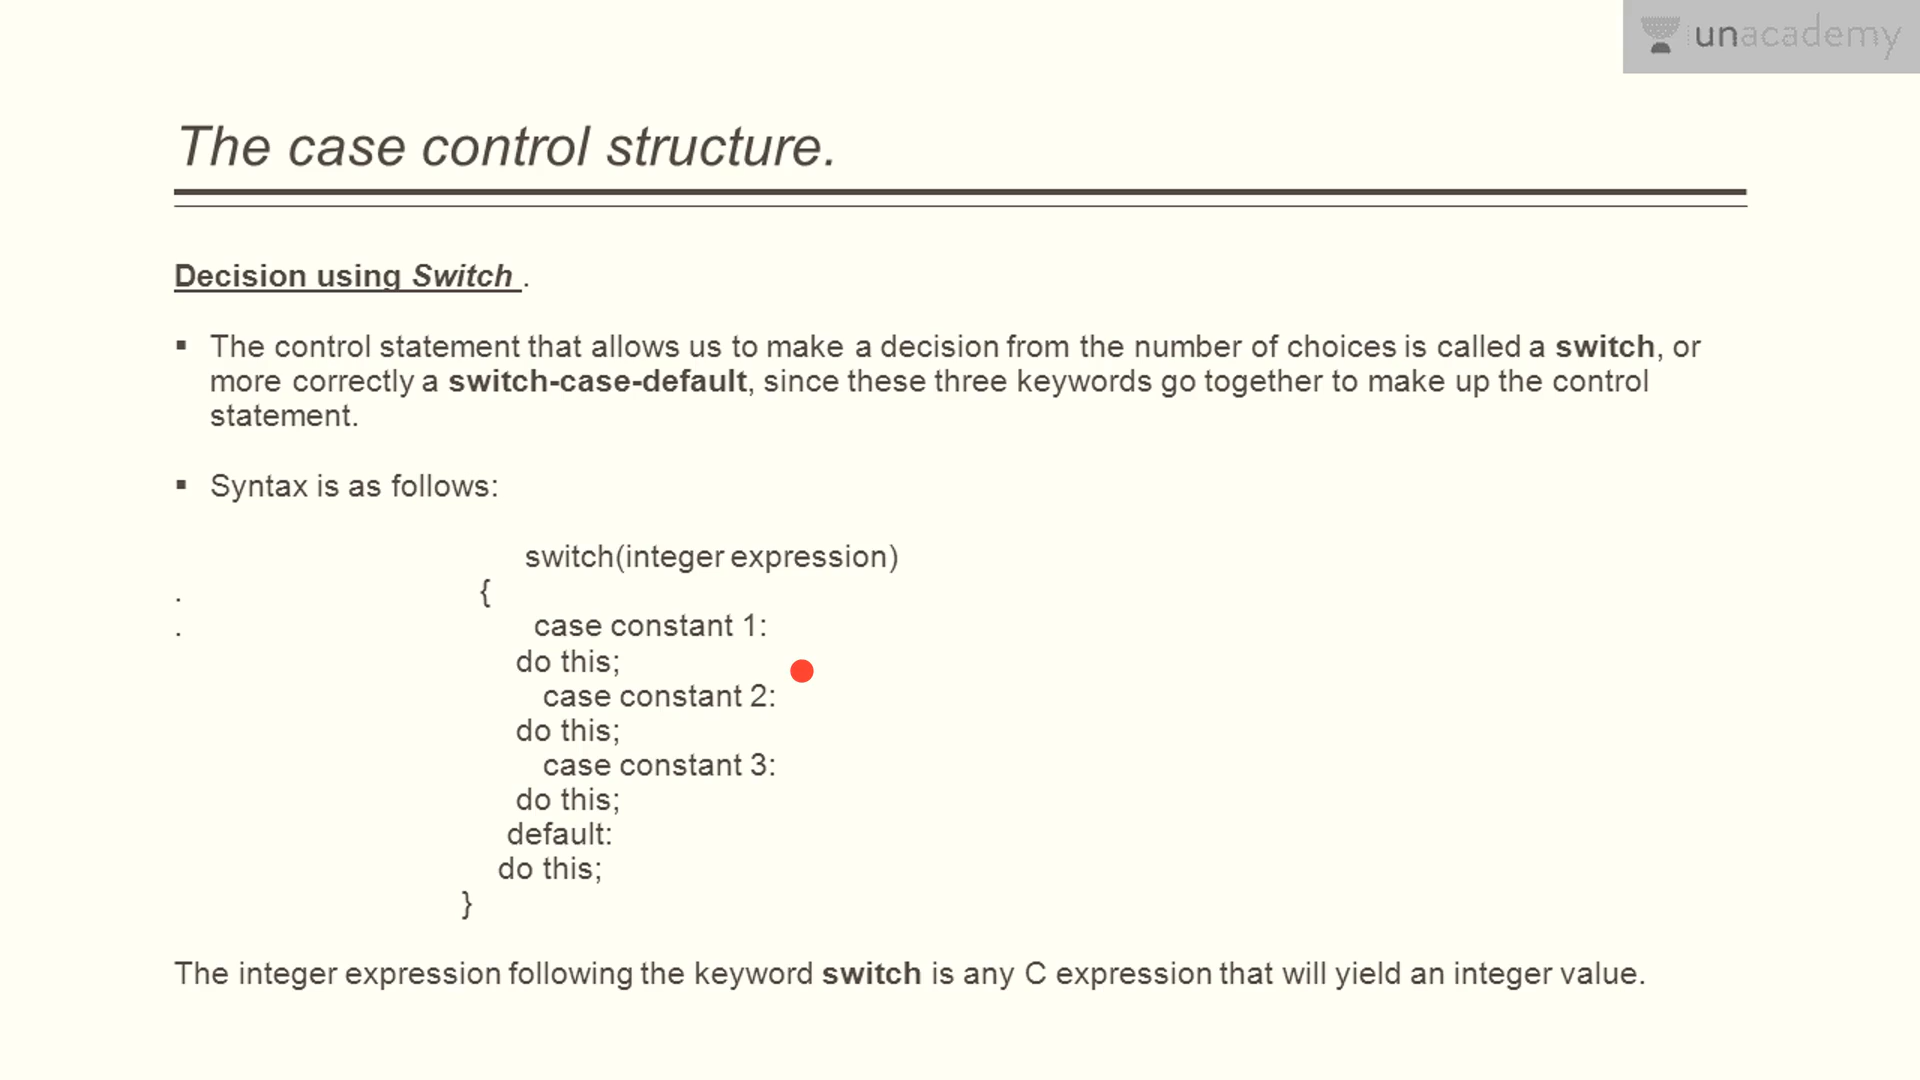 unacademy
The case control structure.
Decision using Switch .
▪ The control statement that allows us to make a decision from the number of choices is called a switch, or
more correctly a switch-case-default, since these three keywords go together to make up the control
statement.
▪ Syntax is as follows:
switch(integer expression)
. {
. case constant 1:
do this;
case constant 2:
do this;
case constant 3:
do this;
default:
do this;
}
The integer expression following the keyword switch is any C expression that will yield an integer value.